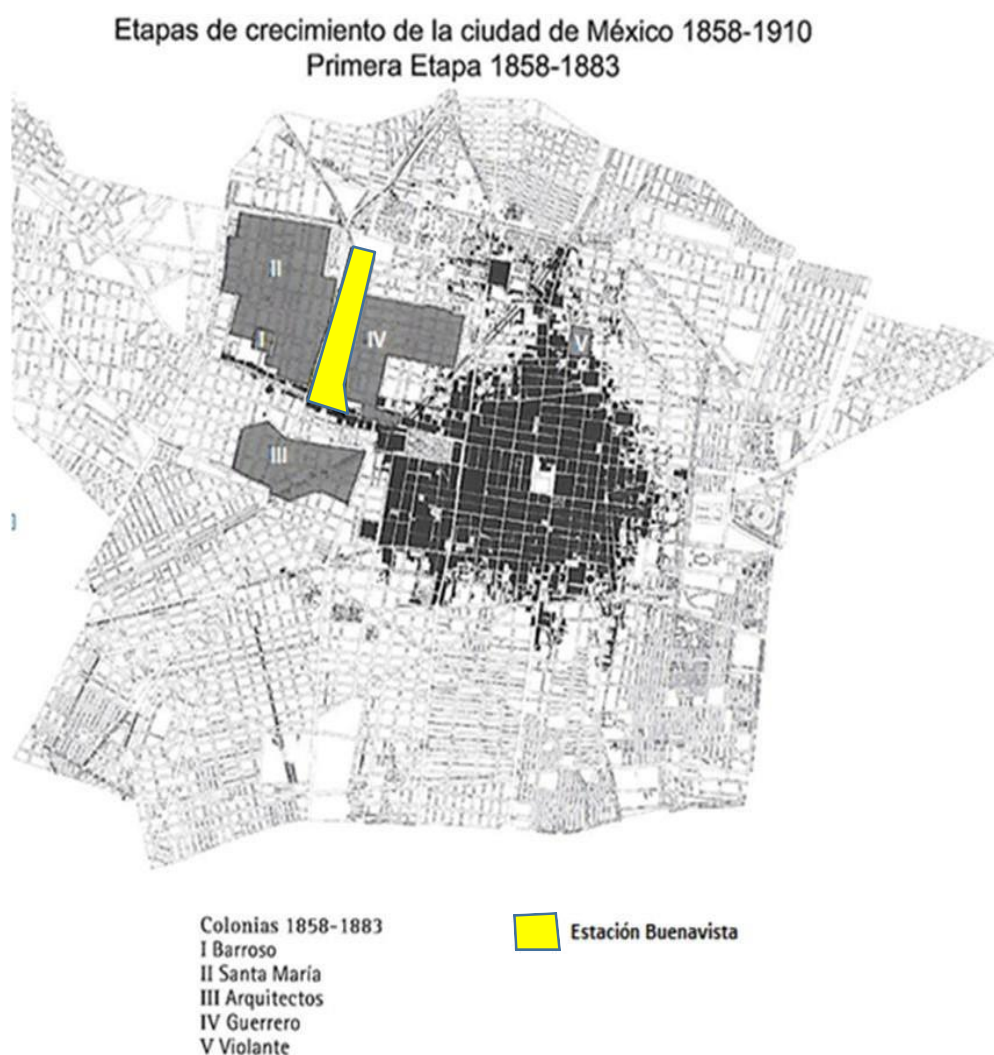 Etapas de crecimiento de la ciudad de México 1858-1910
Primera Etapa 1858-1883
II
I
IV
V
III
Colonias 1858-1883
I Barroso
II Santa María
III Arquitectos
IV Guerrero
V Violante
Estación Buenavista